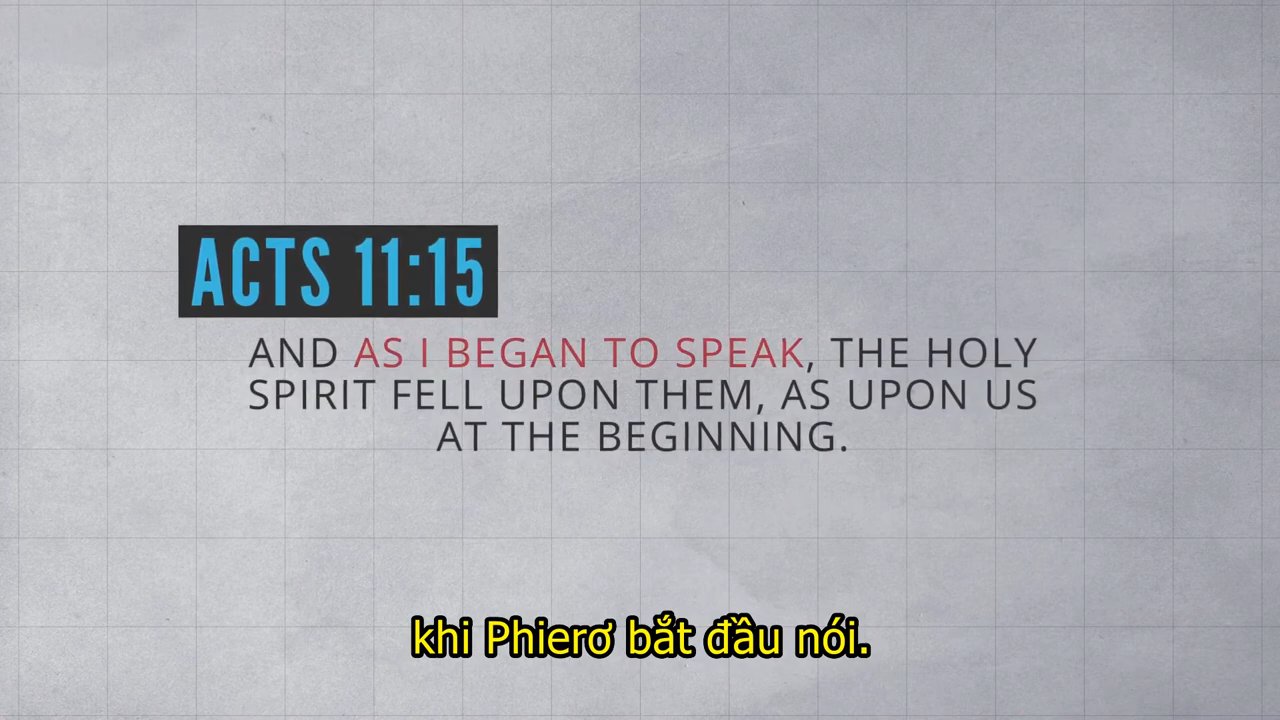 ACTS 11:15
AND AS I BEGAN TO SPEAK, THE HOLY
SPIRIT FELL UPON THEM, AS UPON US
AT THE BEGINNING.
khi Phierơ bắt đầu nói.